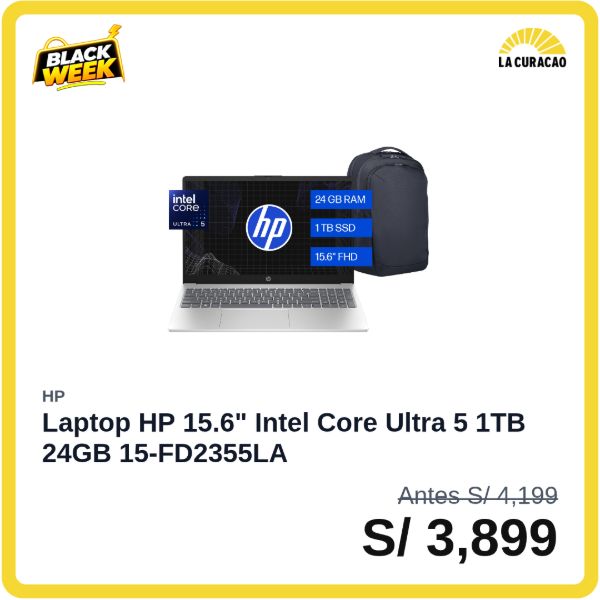 BLACK
WEEK
LA CURACAO
intel
CORE
ULTRA 5
hp
24 GB RAM
1 TB SSD
15.6" FHD
HP
Laptop HP 15.6" Intel Core Ultra 5 1TB
24GB 15-FD2355LA
Antes S/ 4,199
S/ 3,899